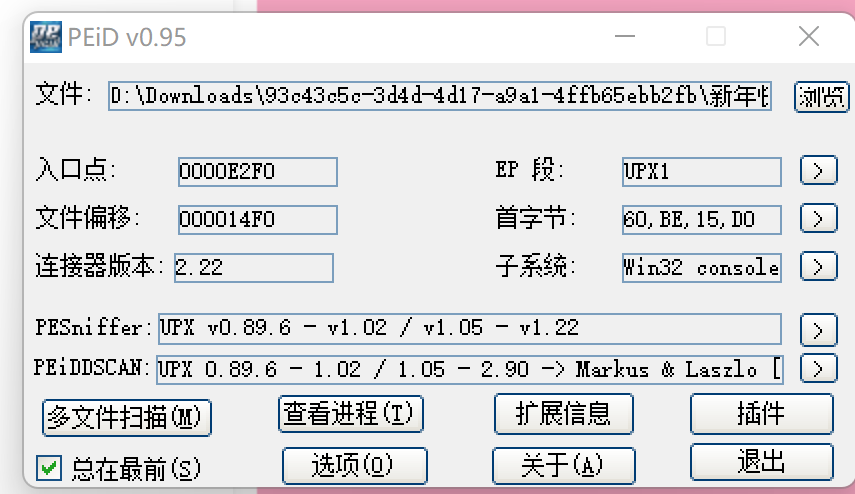 PEiD v0.95
文件: D:\Downloads\93c43c5c-3d4d-4d17-a9a1-4ffb65ebb2fb\新年 浏览
入口点: 0000E2F0 EP 段: UPX1 >
文件偏移: 000014F0 首字节: 60,BE,15,D0 >
连接器版本: 2.22 子系统: Win32 console >
PESniffer: UPX v0.89.6 - v1.02 / v1.05 - v1.22 >
PEiDDSCAN: UPX 0.89.6 - 1.02 / 1.05 - 2.90 -> Markus & Laszlo [ >
多文件扫描(M) 查看进程(T) 扩展信息 插件
总在最前(S) 选项(O) 关于(A) 退出